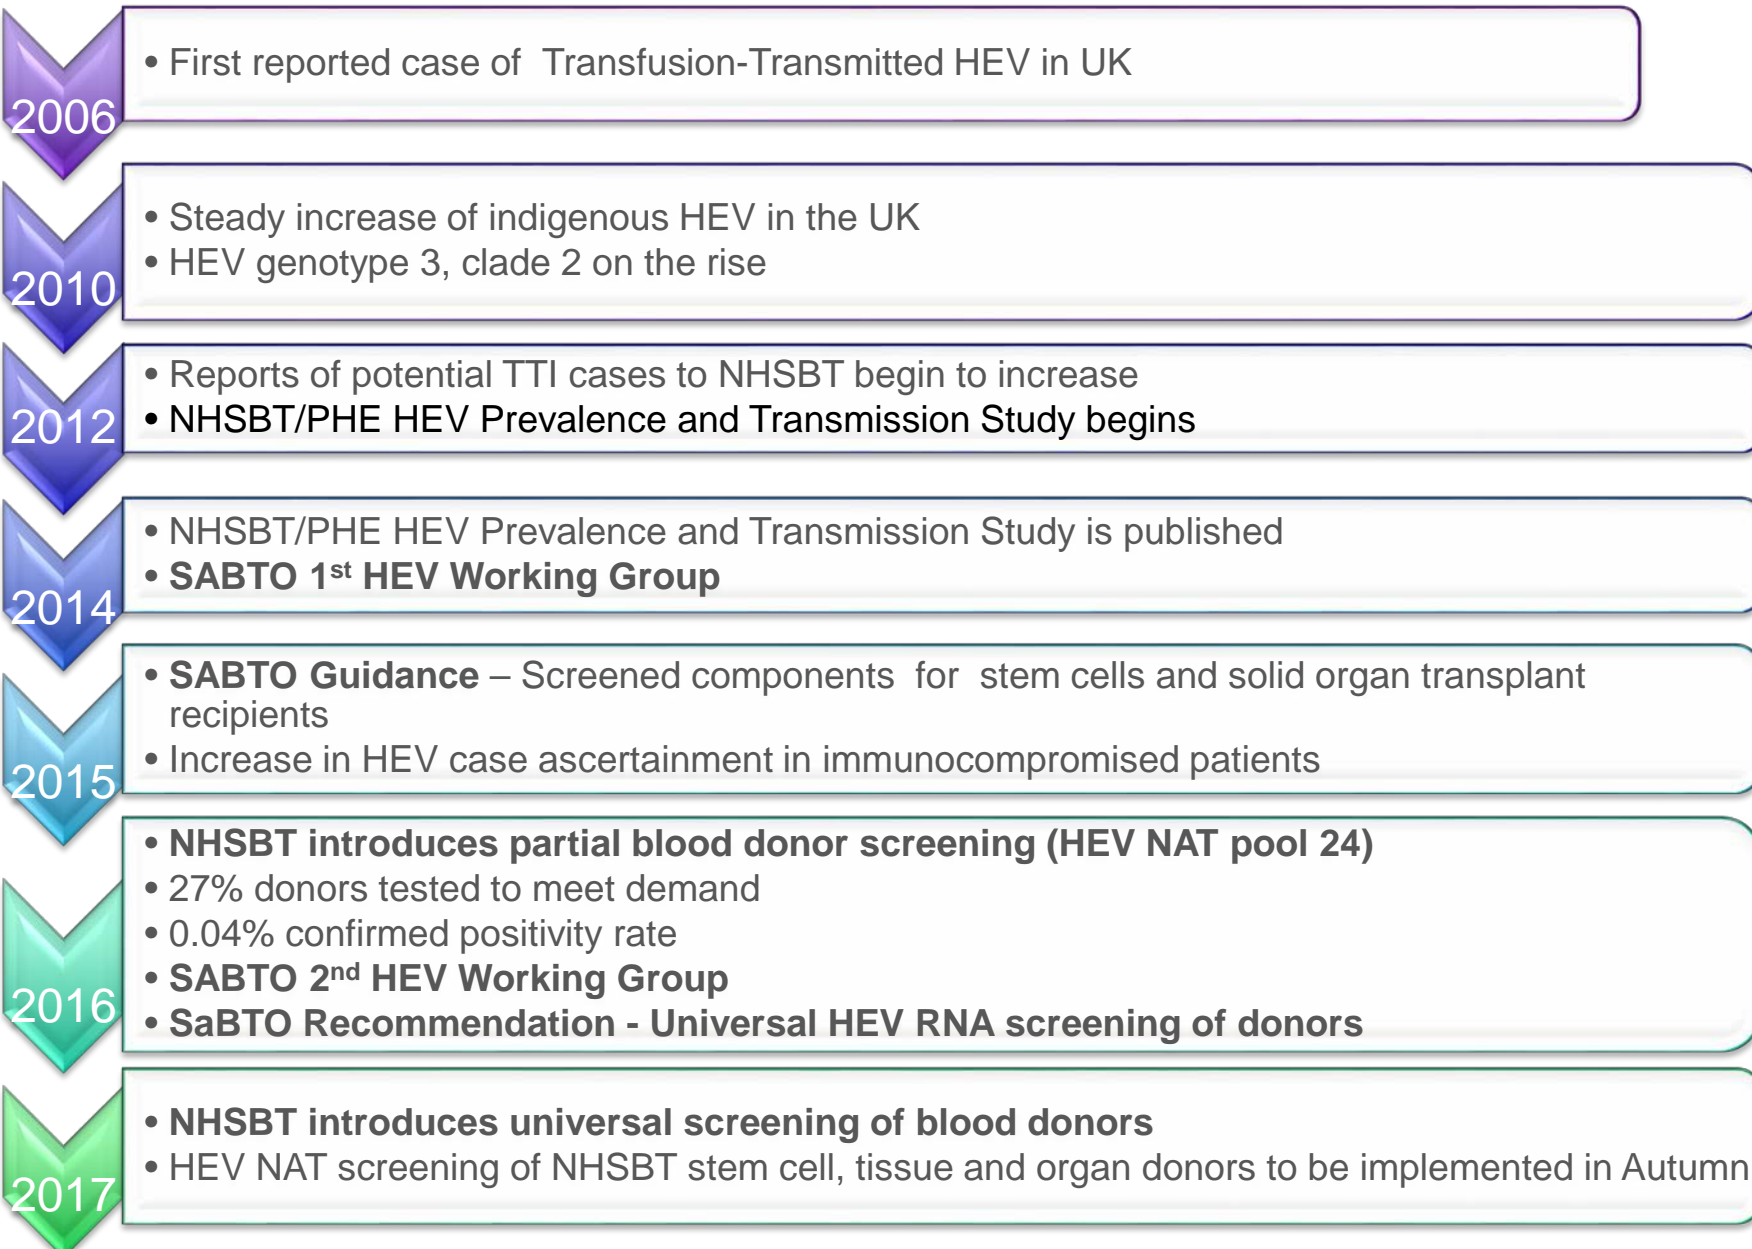 2006
• First reported case of  Transfusion-Transmitted HEV in UK
2010
• Steady increase of indigenous HEV in the UK
• HEV genotype 3, clade 2 on the rise
2012
• Reports of potential TTI cases to NHSBT begin to increase
• NHSBT/PHE HEV Prevalence and Transmission Study begins
2014
• NHSBT/PHE HEV Prevalence and Transmission Study is published
• SABTO 1st HEV Working Group
2015
• SABTO Guidance – Screened components  for  stem cells and solid organ transplant
recipients
• Increase in HEV case ascertainment in immunocompromised patients
2016
• NHSBT introduces partial blood donor screening (HEV NAT pool 24)
• 27% donors tested to meet demand
• 0.04% confirmed positivity rate
• SABTO 2nd HEV Working Group
• SaBTO Recommendation - Universal HEV RNA screening of donors
2017
• NHSBT introduces universal screening of blood donors
• HEV NAT screening of NHSBT stem cell, tissue and organ donors to be implemented in Autumn